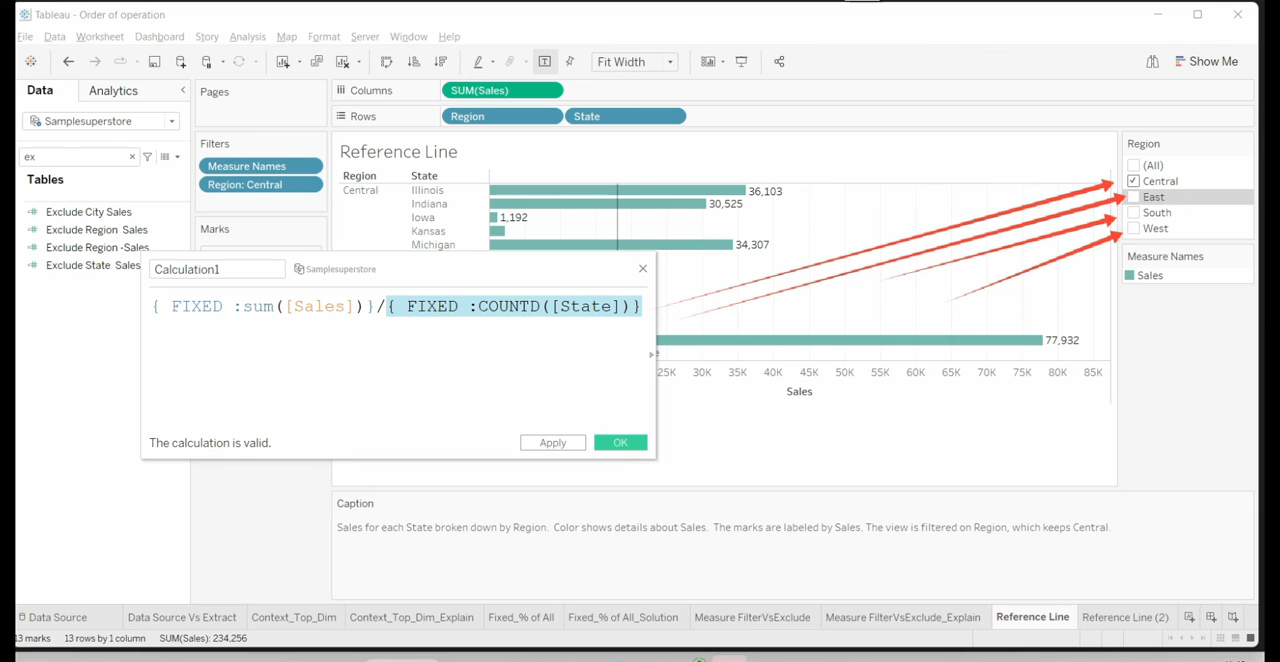 Tableau - Order of operation
File Data Worksheet Dashboard Story Analysis Map Format Server Window Help
Fit Width
Show Me
Data Analytics
Samplesuperstore
ex
Tables
Exclude City Sales
Exclude Region Sales
Exclude Region -Sales
Exclude State Sales
Pages
Filters
Measure Names
Region: Central
Marks
Columns SUM(Sales)
Rows Region State
Reference Line
Region State
Central Illinois 36,103
Indiana 30,525
Iowa 1,192
Kansas
Michigan 34,307
77,932
25K 30K 35K 40K 45K 50K 55K 60K 65K 70K 75K 80K 85K
Sales
Calculation1 Samplesuperstore
{ FIXED :sum([Sales])}/{ FIXED :COUNTD([State])}
The calculation is valid.
Apply OK
Region
(All)
Central
East
South
West
Measure Names
Sales
Caption
Sales for each State broken down by Region. Color shows details about Sales. The marks are labeled by Sales. The view is filtered on Region, which keeps Central.
Data Source Data Source Vs Extract Context_Top_Dim Context_Top_Dim_Explain Fixed_% of All Fixed_% of All_Solution Measure FilterVsExclude Measure FilterVsExclude_Explain Reference Line Reference Line (2)
13 marks 13 rows by 1 column SUM(Sales): 234,256